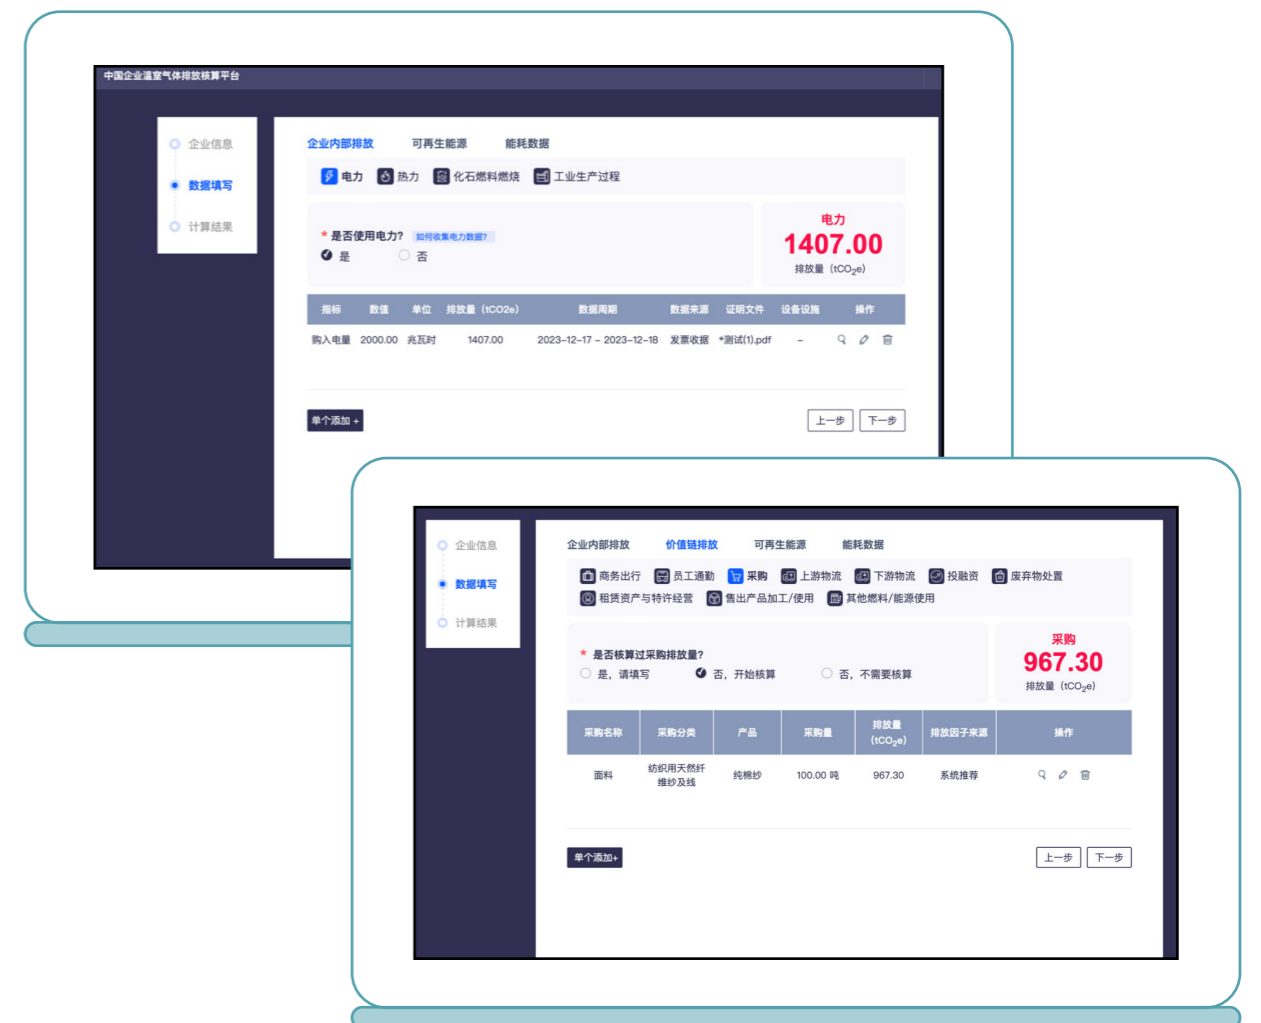 中国企业温室气体排放核算平台
企业信息
数据填写
计算结果
企业内部排放 可再生能源 能耗数据
电力 热力 化石燃料燃烧 工业生产过程
* 是否使用电力? 如何收集电力数据?
是 否
电力
1407.00
排放量 (tCO₂e)
指标 数值 单位 排放量 (tCO2e) 数据周期 数据来源 证明文件 设备设施 操作
购入电量 2000.00 兆瓦时 1407.00 2023-12-17 - 2023-12-18 发票收据 *测试(1).pdf -
单个添加 + 上一步 下一步
企业信息
数据填写
计算结果
企业内部排放 价值链排放 可再生能源 能耗数据
商务出行 员工通勤 采购 上游物流 下游物流 投融资 废弃物处置
租赁资产与特许经营 售出产品加工/使用 其他燃料/能源使用
* 是否核算过采购排放量?
是, 请填写 否, 开始核算 否, 不需要核算
采购
967.30
排放量 (tCO₂e)
采购名称 采购分类 产品 采购量 排放量 (tCO₂e) 排放因子来源 操作
面料 纺织用天然纤维纱及线 纯棉纱 100.00 吨 967.30 系统推荐
单个添加+ 上一步 下一步